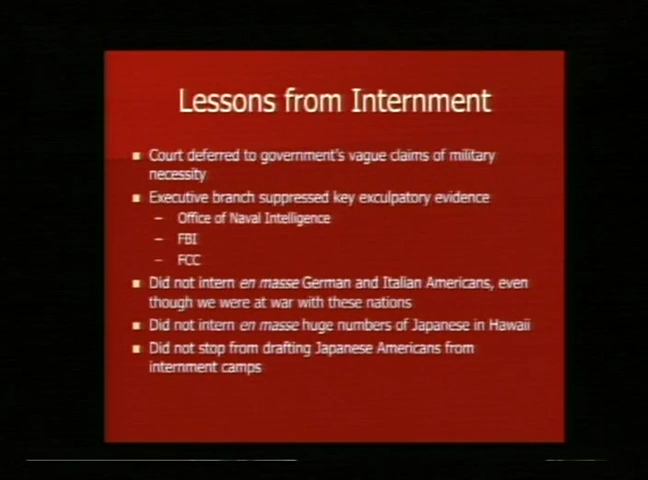 Lessons from Internment
■ Court deferred to government's vague claims of military
necessity
■ Executive branch suppressed key exculpatory evidence
– Office of Naval Intelligence
– FBI
– FCC
■ Did not intern en masse German and Italian Americans, even
though we were at war with these nations
■ Did not intern en masse huge numbers of Japanese in Hawaii
■ Did not stop from drafting Japanese Americans from
internment camps